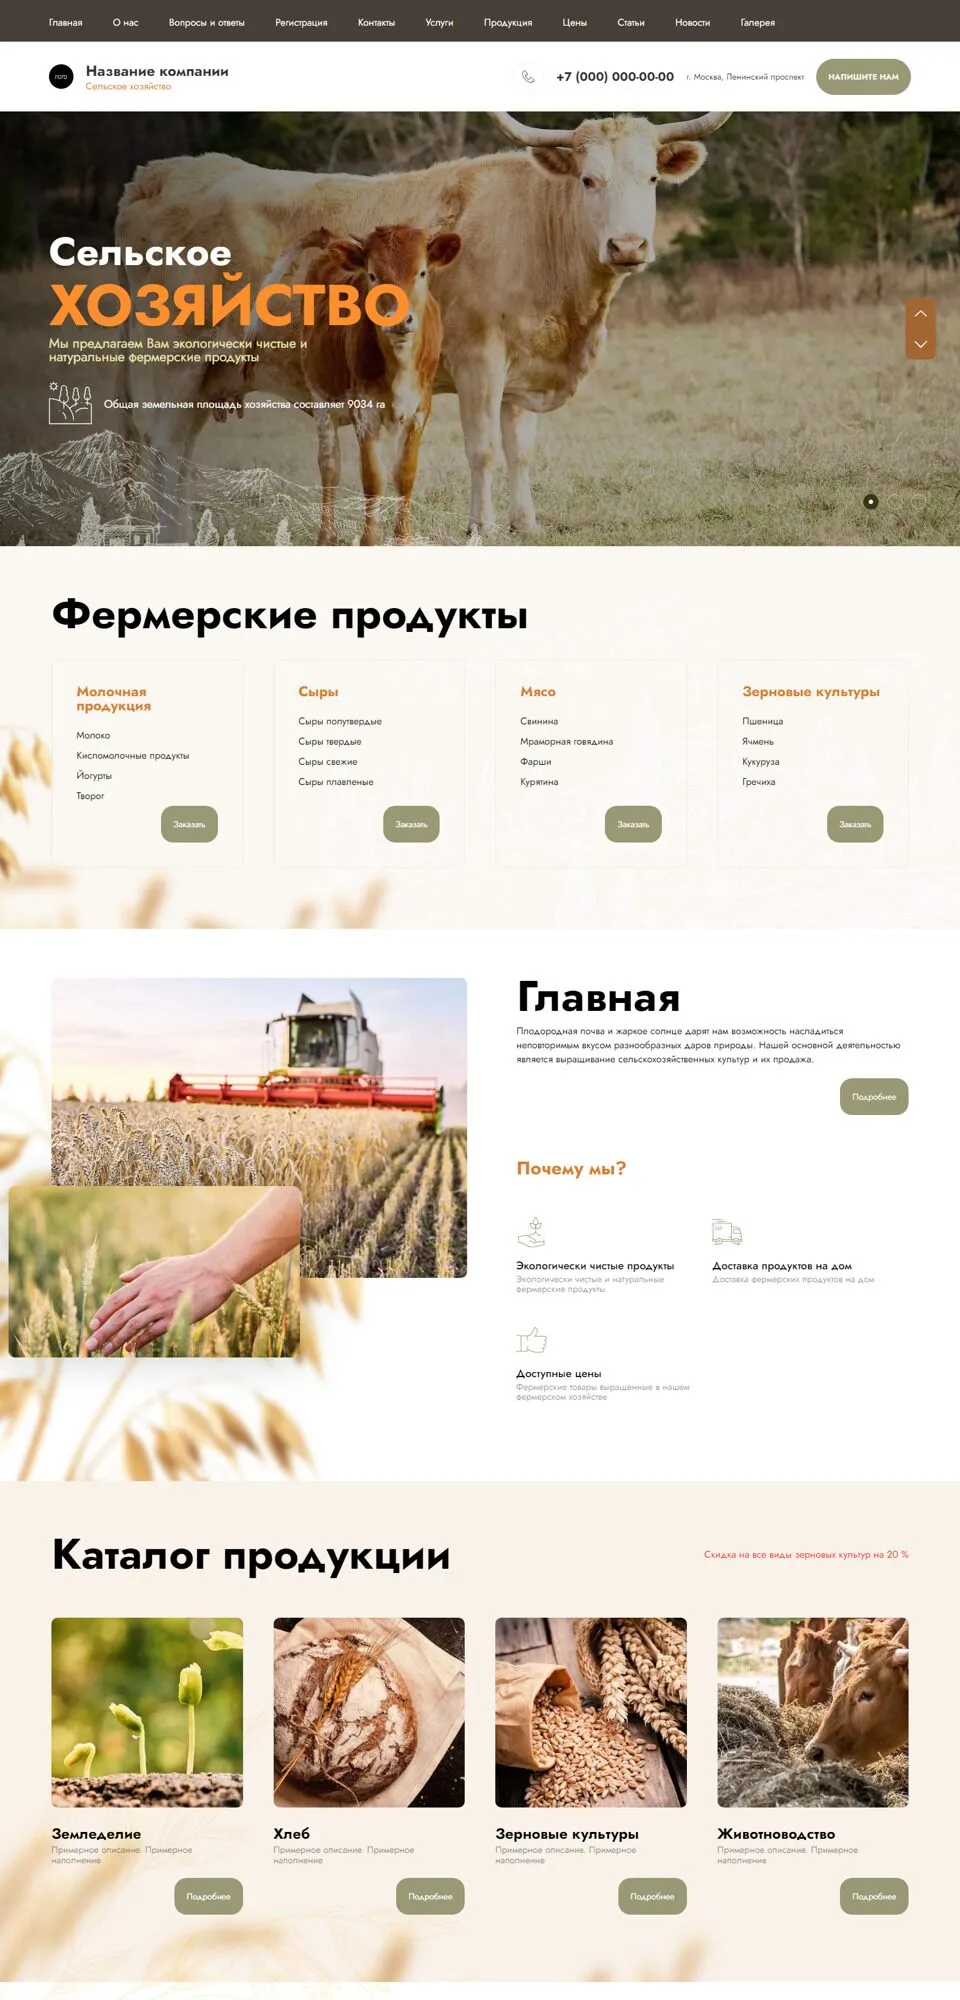 Главная О нас Вопросы и ответы Регистрация Контакты Услуги Продукция Цены Статьи Новости Галерея
ЛОГО
Название компании
Сельское хозяйство
+7 (000) 000-00-00
г. Москва, Ленинский проспект
НАПИШИТЕ НАМ
Сельское
ХОЗЯЙСТВО
Мы предлагаем Вам экологически чистые и
натуральные фермерские продукты
Общая земельная площадь хозяйства составляет 9034 га
Фермерские продукты
Молочная
продукция
Молоко
Кисломолочные продукты
Йогурты
Творог
Заказать
Сыры
Сыры полутвердые
Сыры твердые
Сыры свежие
Сыры плавленые
Заказать
Мясо
Свинина
Мраморная говядина
Фарши
Курятина
Заказать
Зерновые культуры
Пшеница
Ячмень
Кукуруза
Гречиха
Заказать
Главная
Плодородная почва и жаркое солнце дарят нам возможность насладиться
неповторимым вкусом разнообразных даров природы. Нашей основной деятельностью
является выращивание сельскохозяйственных культур и их продажа.
Подробнее
Почему мы?
Экологически чистые продукты
Экологически чистые и натуральные
фермерские продукты
Доставка продуктов на дом
Доставка фермерских продуктов на дом
Доступные цены
Фермерские товары выращенные в нашем
фермерском хозяйстве
Каталог продукции
Скидка на все виды зерновых культур на 20 %
Земледелие
Примерное описание. Примерное
наполнение
Подробнее
Хлеб
Примерное описание. Примерное
наполнение
Подробнее
Зерновые культуры
Примерное описание. Примерное
наполнение
Подробнее
Животноводство
Примерное описание. Примерное
наполнение
Подробнее